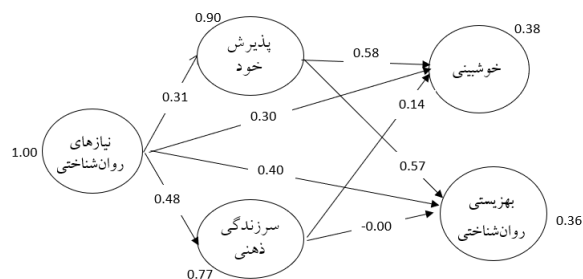 0.90
پذیرش
خود
0.38
خوشبینی
0.58
0.31
0.14
0.30
نیازهای
روان‌شناختی
1.00
0.40
0.57
0.48
سرزندگی
ذهنی
0.77
-0.00
بهزیستی
روان‌شناختی
0.36